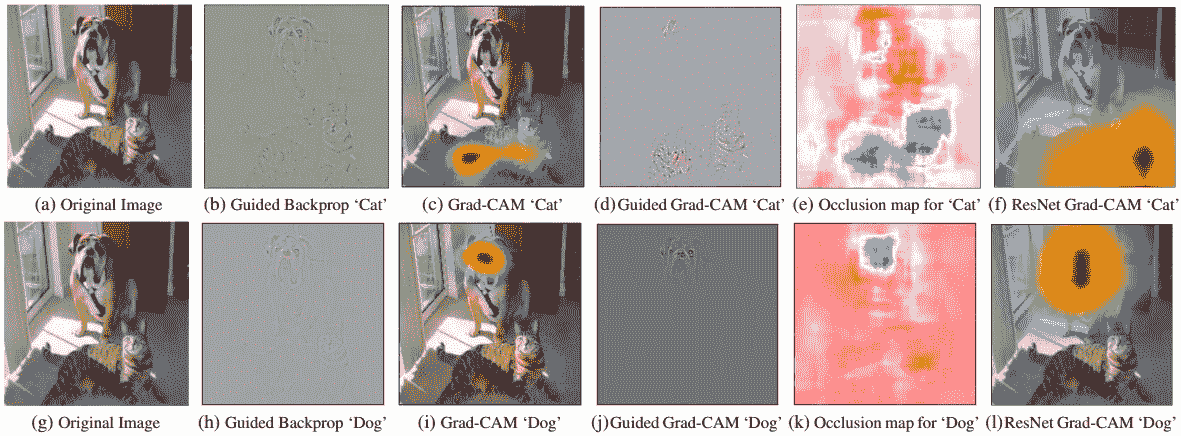 (a) Original Image (b) Guided Backprop ‘Cat’ (c) Grad-CAM ‘Cat’ (d) Guided Grad-CAM ‘Cat’ (e) Occlusion map for ‘Cat’ (f) ResNet Grad-CAM ‘Cat’
(g) Original Image (h) Guided Backprop ‘Dog’ (i) Grad-CAM ‘Dog’ (j) Guided Grad-CAM ‘Dog’ (k) Occlusion map for ‘Dog’ (l) ResNet Grad-CAM ‘Dog’